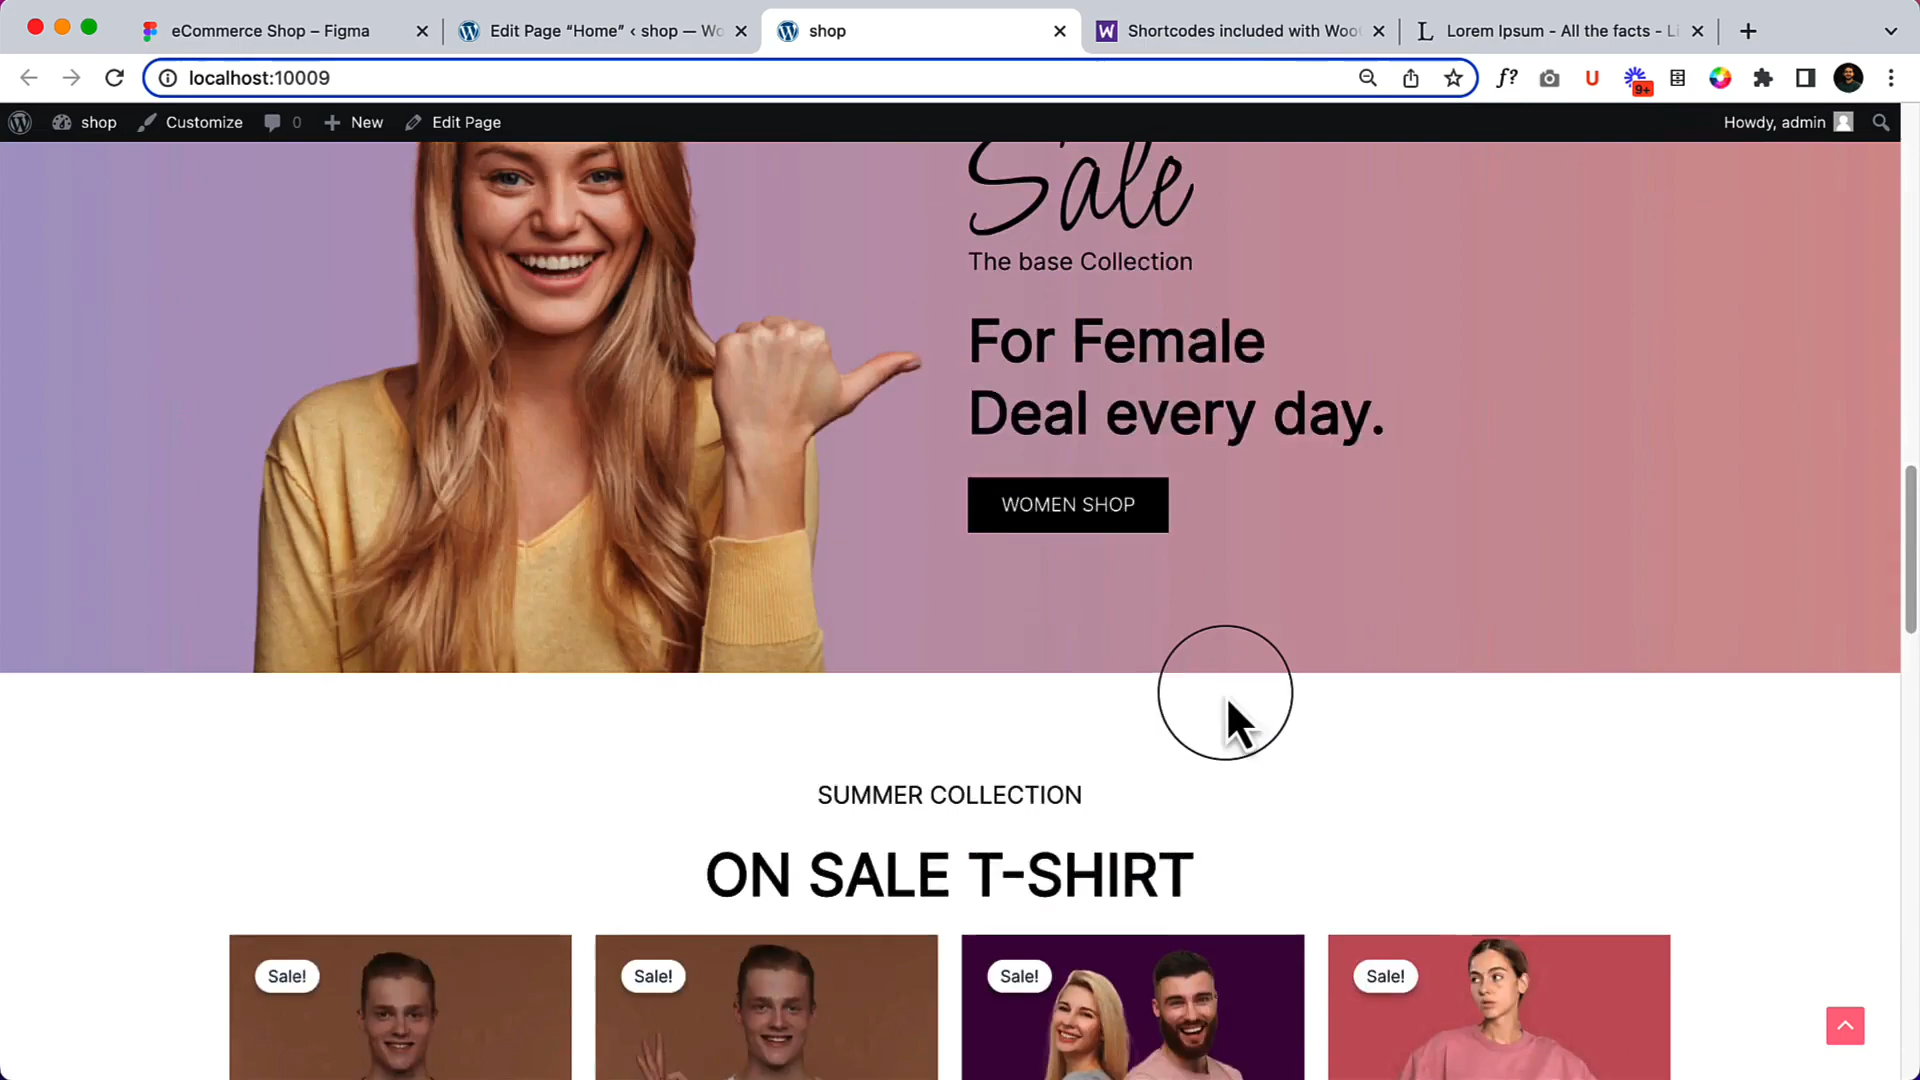 eCommerce Shop – Figma
Edit Page “Home” ‹ shop — Wo
shop
Shortcodes included with Woo
Lorem Ipsum - All the facts - Li
localhost:10009
f?
U
9+
shop
Customize
0
New
Edit Page
Howdy, admin
Sale
The base Collection
For Female
Deal every day.
WOMEN SHOP
SUMMER COLLECTION
ON SALE T-SHIRT
Sale!
Sale!
Sale!
Sale!